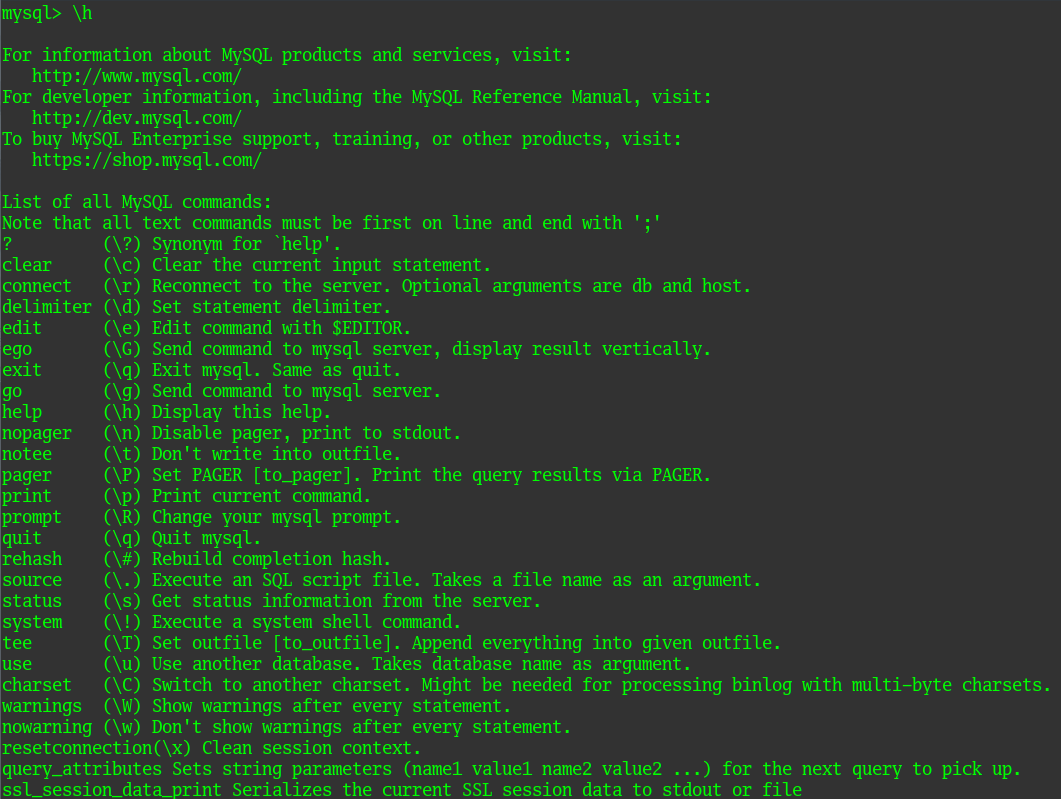 mysql> \h

For information about MySQL products and services, visit:
   http://www.mysql.com/
For developer information, including the MySQL Reference Manual, visit:
   http://dev.mysql.com/
To buy MySQL Enterprise support, training, or other products, visit:
   https://shop.mysql.com/

List of all MySQL commands:
Note that all text commands must be first on line and end with ';'
?         (\?) Synonym for `help'.
clear     (\c) Clear the current input statement.
connect   (\r) Reconnect to the server. Optional arguments are db and host.
delimiter (\d) Set statement delimiter.
edit      (\e) Edit command with $EDITOR.
ego       (\G) Send command to mysql server, display result vertically.
exit      (\q) Exit mysql. Same as quit.
go        (\g) Send command to mysql server.
help      (\h) Display this help.
nopager   (\n) Disable pager, print to stdout.
notee     (\t) Don't write into outfile.
pager     (\P) Set PAGER [to_pager]. Print the query results via PAGER.
print     (\p) Print current command.
prompt    (\R) Change your mysql prompt.
quit      (\q) Quit mysql.
rehash    (\#) Rebuild completion hash.
source    (\.) Execute an SQL script file. Takes a file name as an argument.
status    (\s) Get status information from the server.
system    (\!) Execute a system shell command.
tee       (\T) Set outfile [to_outfile]. Append everything into given outfile.
use       (\u) Use another database. Takes database name as argument.
charset   (\C) Switch to another charset. Might be needed for processing binlog with multi-byte charsets.
warnings  (\W) Show warnings after every statement.
nowarning (\w) Don't show warnings after every statement.
resetconnection(\x) Clean session context.
query_attributes Sets string parameters (name1 value1 name2 value2 ...) for the next query to pick up.
ssl_session_data_print Serializes the current SSL session data to stdout or file